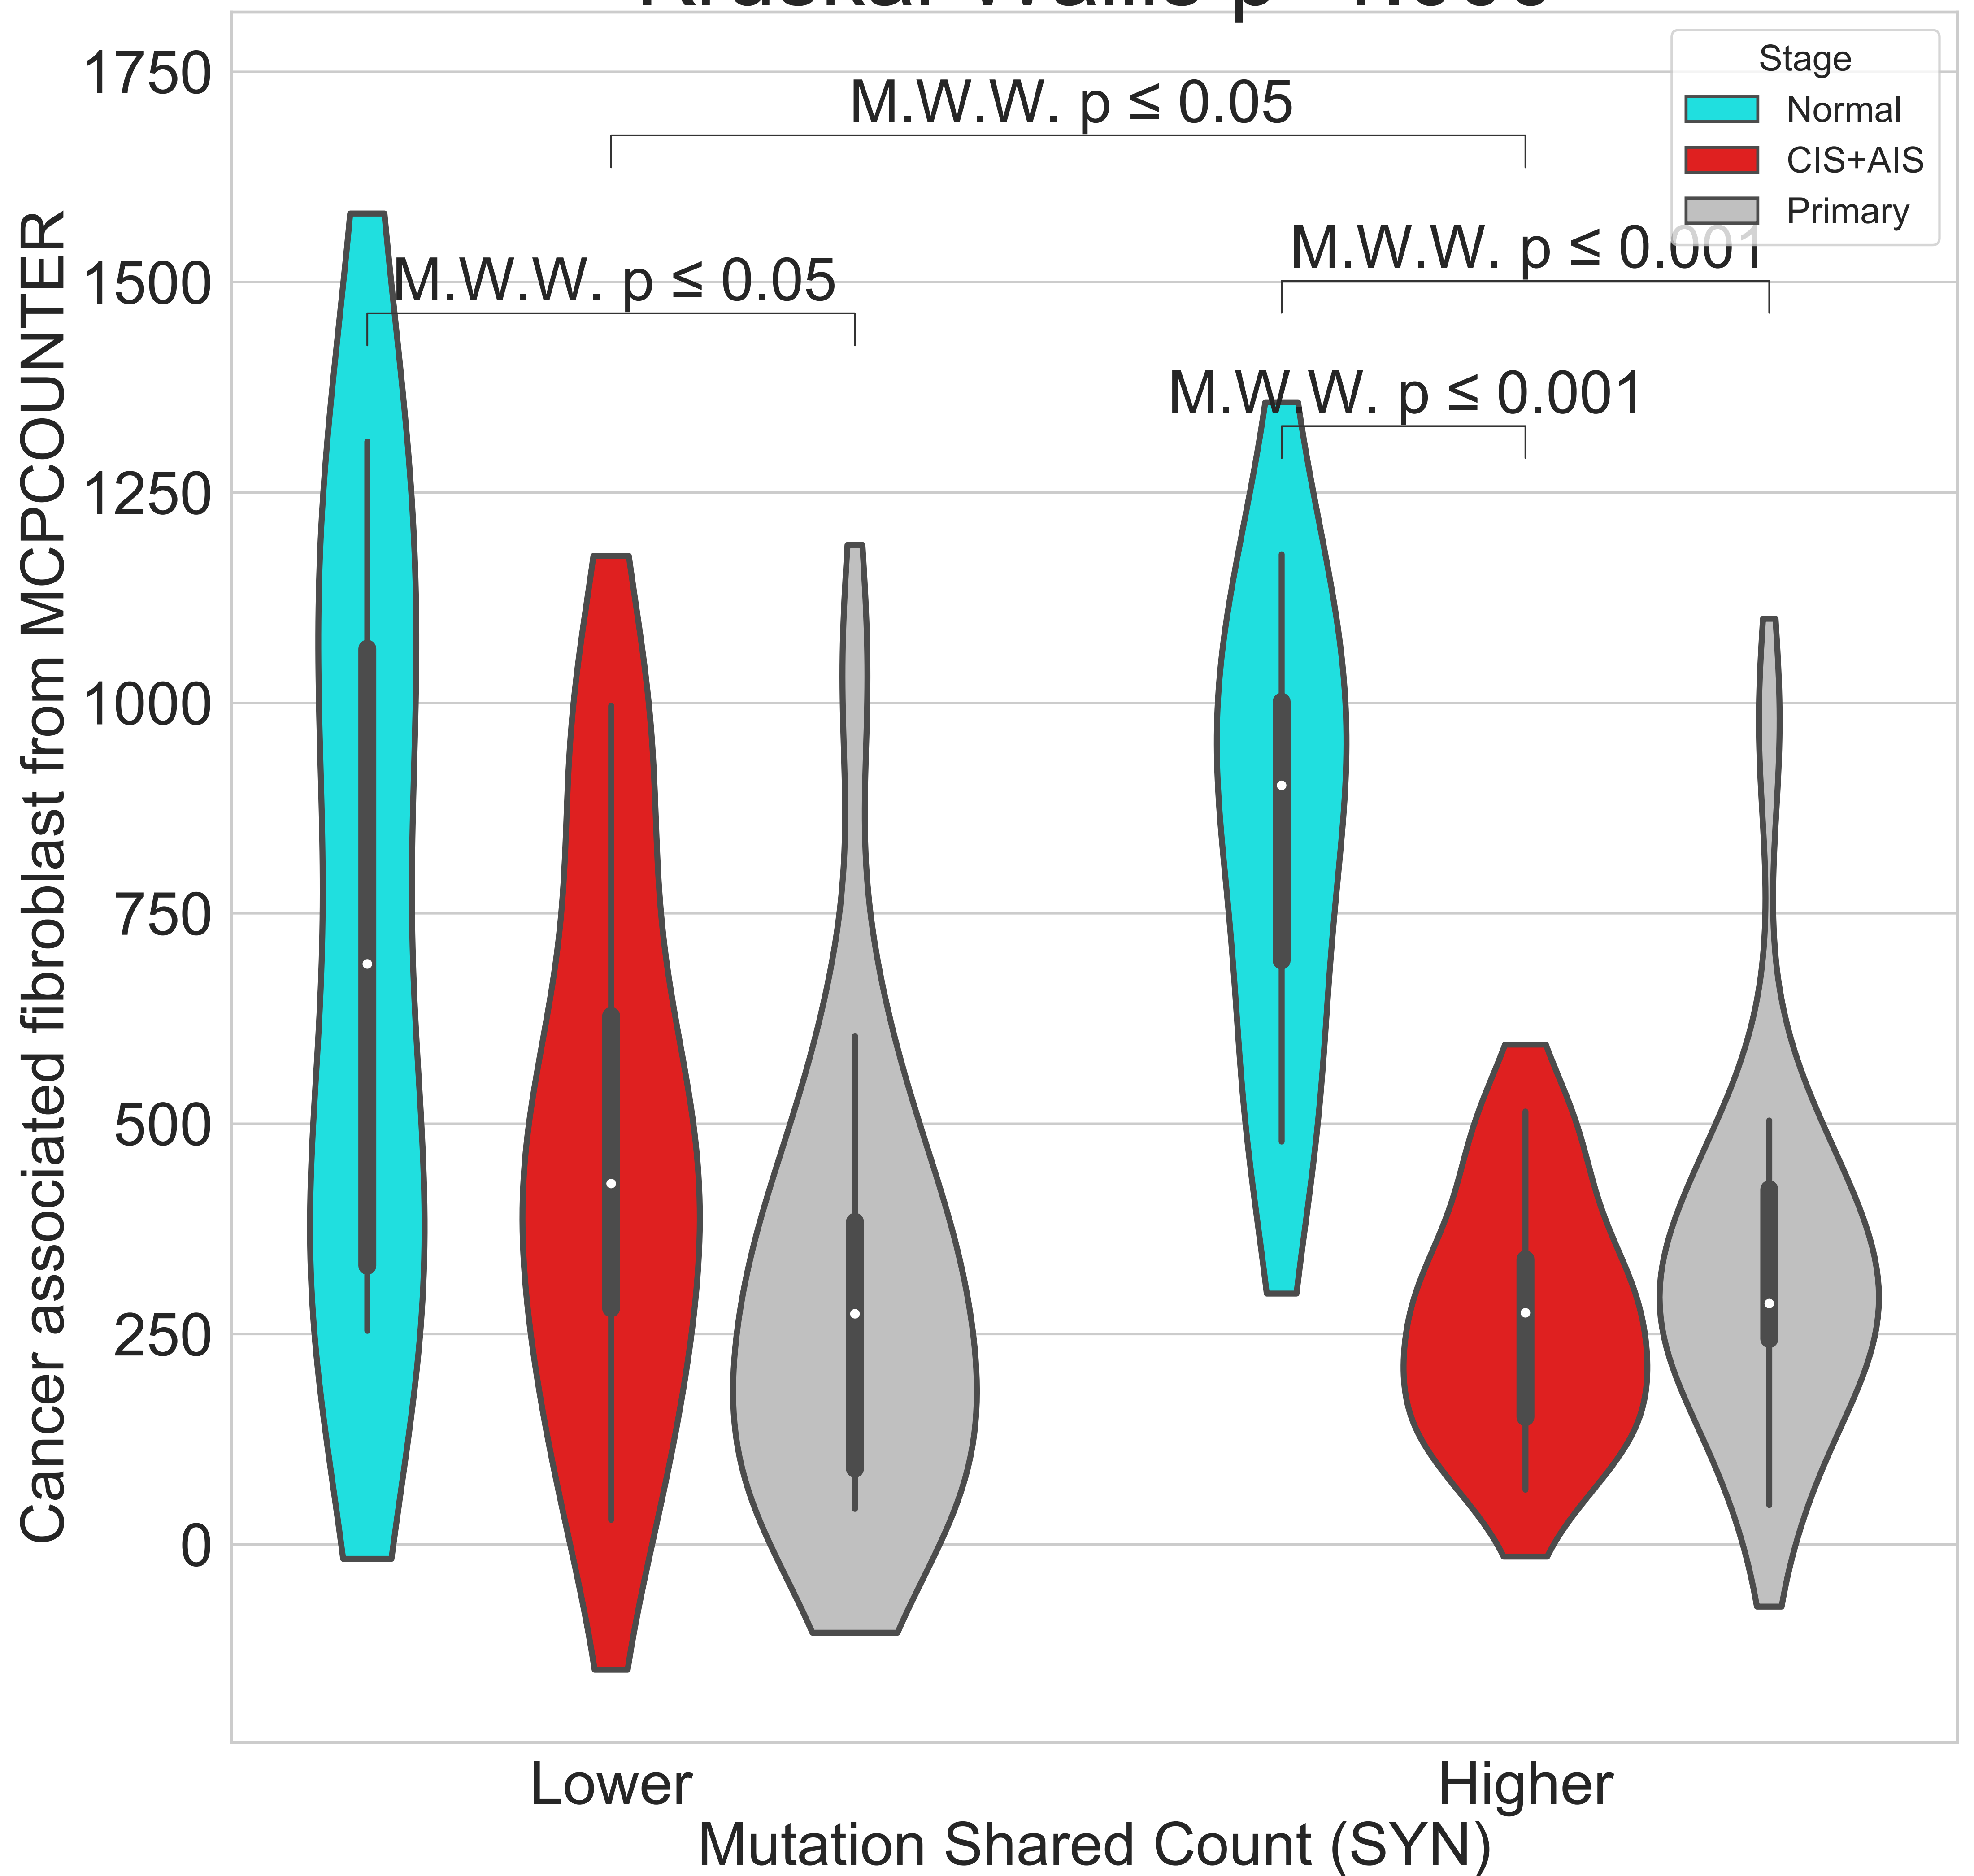 1750
1500
1250
1000
750
500
250
0
Cancer associated fibroblast from MCPCOUNTER
M.W.W. p ≤ 0.05
M.W.W. p ≤ 0.05
M.W.W. p ≤ 0.001
M.W.W. p ≤ 0.001
Stage
Normal
CIS+AIS
Primary
Lower
Higher
Mutation Shared Count (SYN)